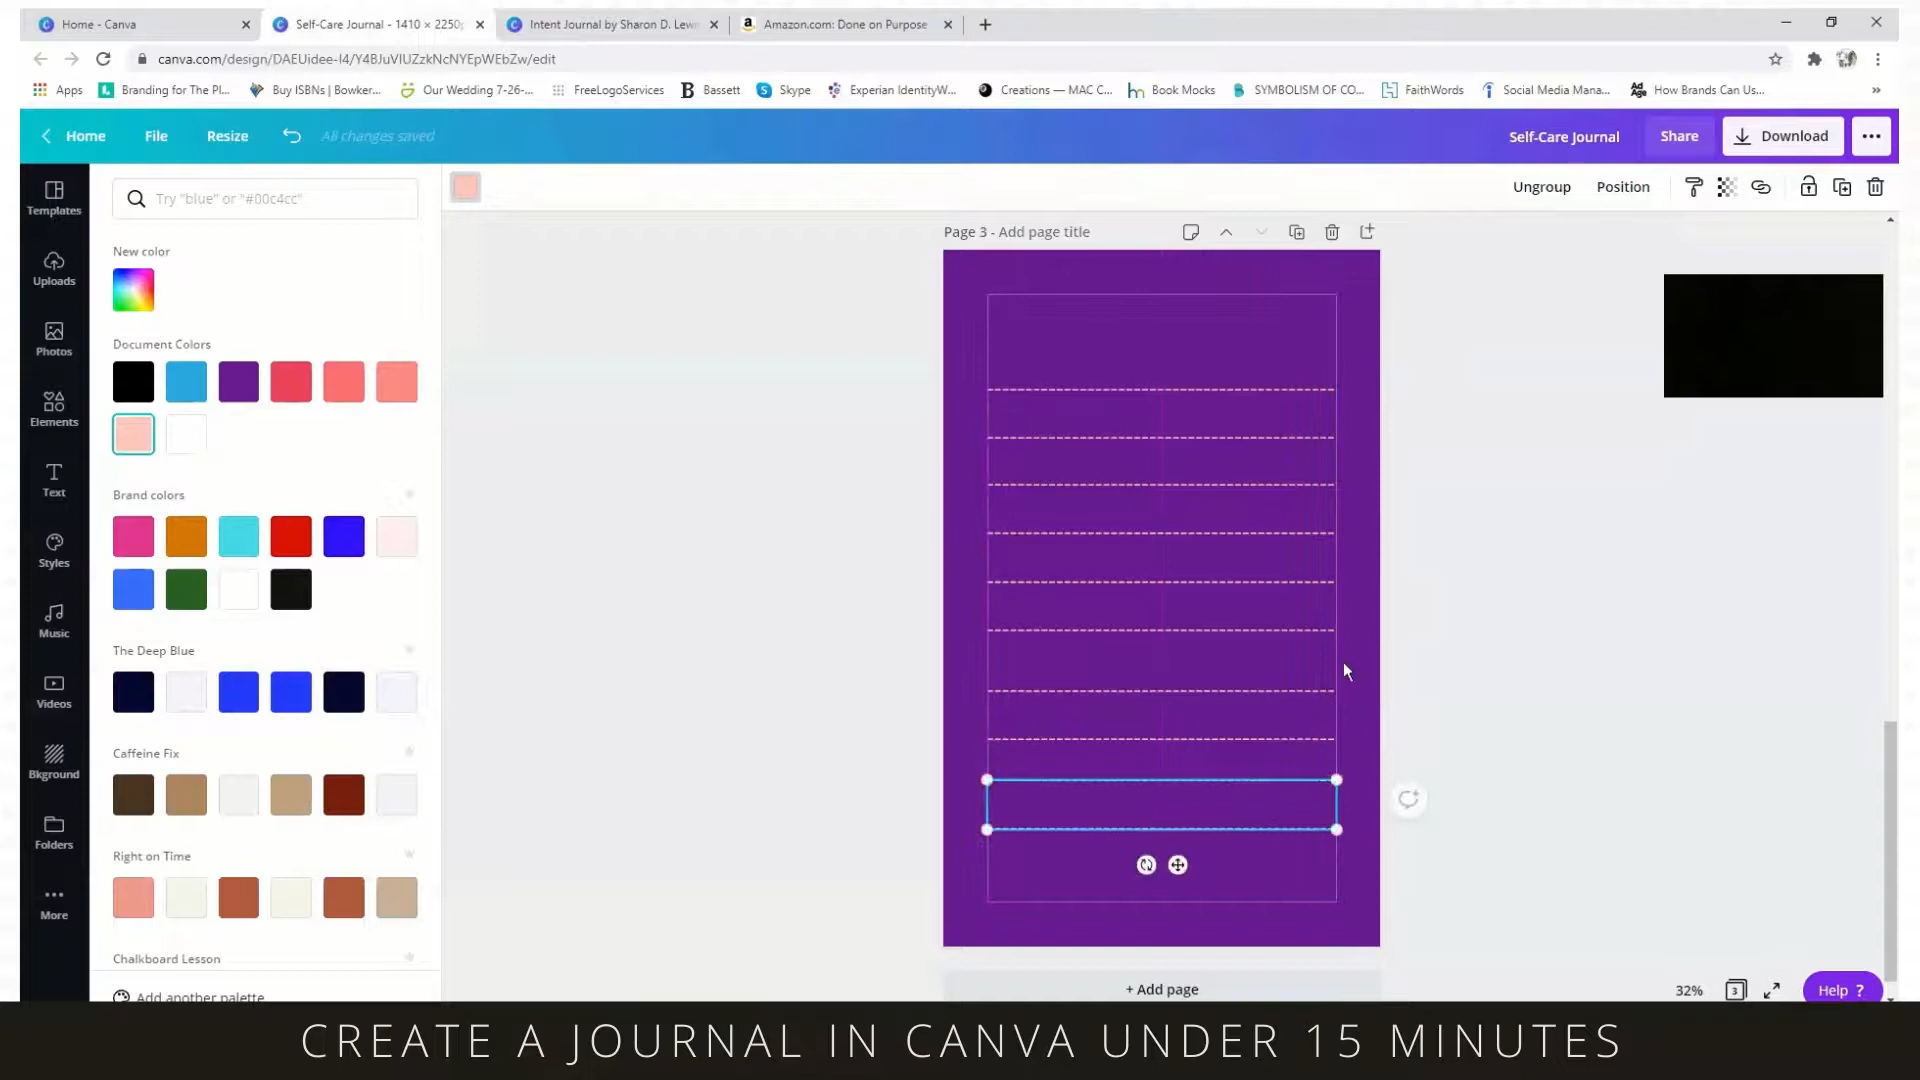 Home - Canva
Self-Care Journal - 1410 × 2250p
Intent Journal by Sharon D. Lew
Amazon.com: Done on Purpose
canva.com/design/DAEUidee-I4/Y4BJuVIUZzkNcNYEpWEbZw/edit
Apps
Branding for The Pl...
Buy ISBNs | Bowker...
Our Wedding 7-26-...
FreeLogoServices
Bassett
Skype
Experian IdentityW...
Creations — MAC C...
Book Mocks
SYMBOLISM OF CO...
FaithWords
Social Media Mana...
How Brands Can Us...
Home
File
Resize
All changes saved
Self-Care Journal
Share
Download
Templates
Uploads
Photos
Elements
Text
Styles
Music
Videos
Bkground
Folders
More
Try "blue" or "#00c4cc"
New color
Document Colors
Brand colors
The Deep Blue
Caffeine Fix
Right on Time
Chalkboard Lesson
Add another palette
Ungroup
Position
Page 3 - Add page title
+ Add page
32%
3
Help ?
CREATE A JOURNAL IN CANVA UNDER 15 MINUTES